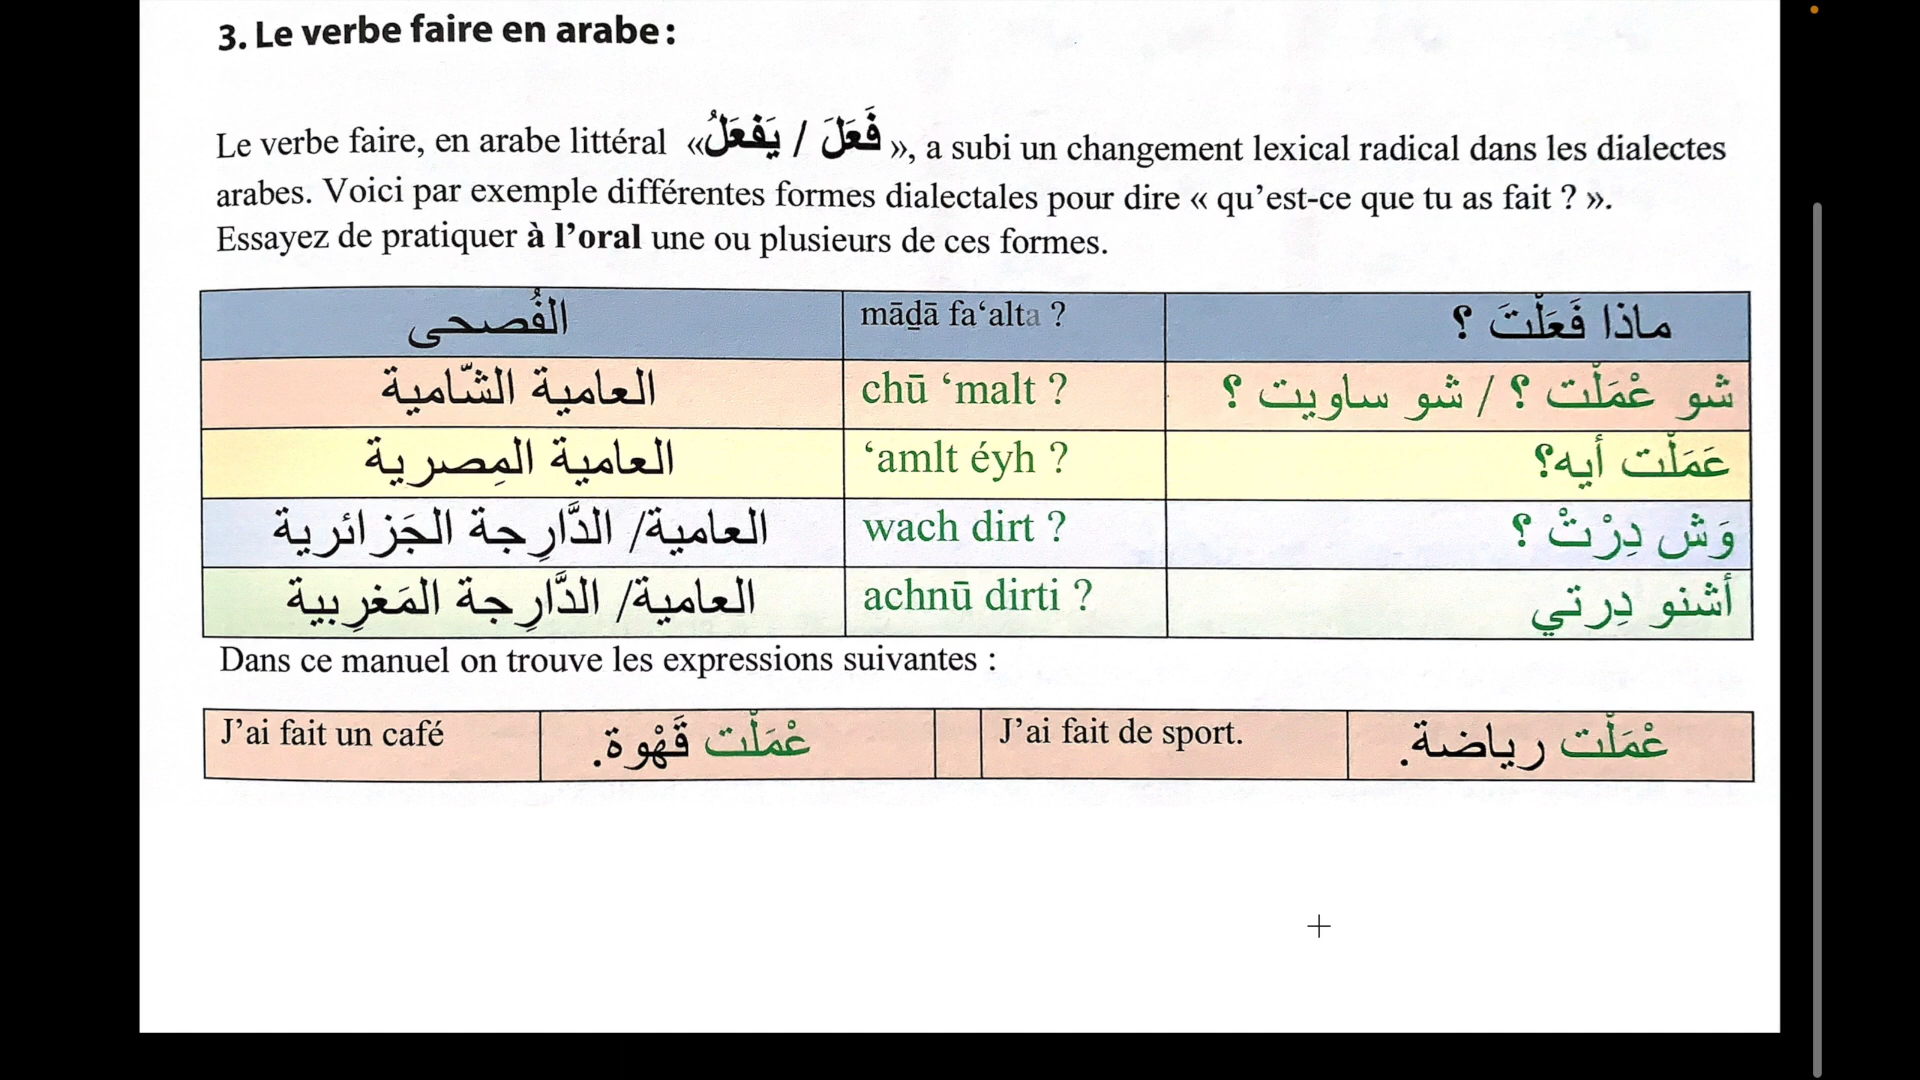 3. Le verbe faire en arabe :
Le verbe faire, en arabe littéral «فَعَلَ / يَفعَلُ », a subi un changement lexical radical dans les dialectes
arabes. Voici par exemple différentes formes dialectales pour dire « qu’est-ce que tu as fait ? ».
Essayez de pratiquer à l’oral une ou plusieurs de ces formes.
الفُصحى māḏā fa‘alta ? ماذا فَعَلْتَ ؟
العامية الشّامية chū ‘malt ? شو عْمَلْت ؟ / شو ساويت ؟
العامية المِصرية ‘amlt éyh ? عَمَلْت أيه؟
العامية/ الدَّارِجة الجَزائرية wach dirt ? وَش دِرْتْ ؟
العامية/ الدَّارِجة المَغرِبية achnū dirti ? أشنو دِرتي
Dans ce manuel on trouve les expressions suivantes :
J’ai fait un café عْمَلْت قَهْوة. J’ai fait de sport. عْمَلْت رياضة.